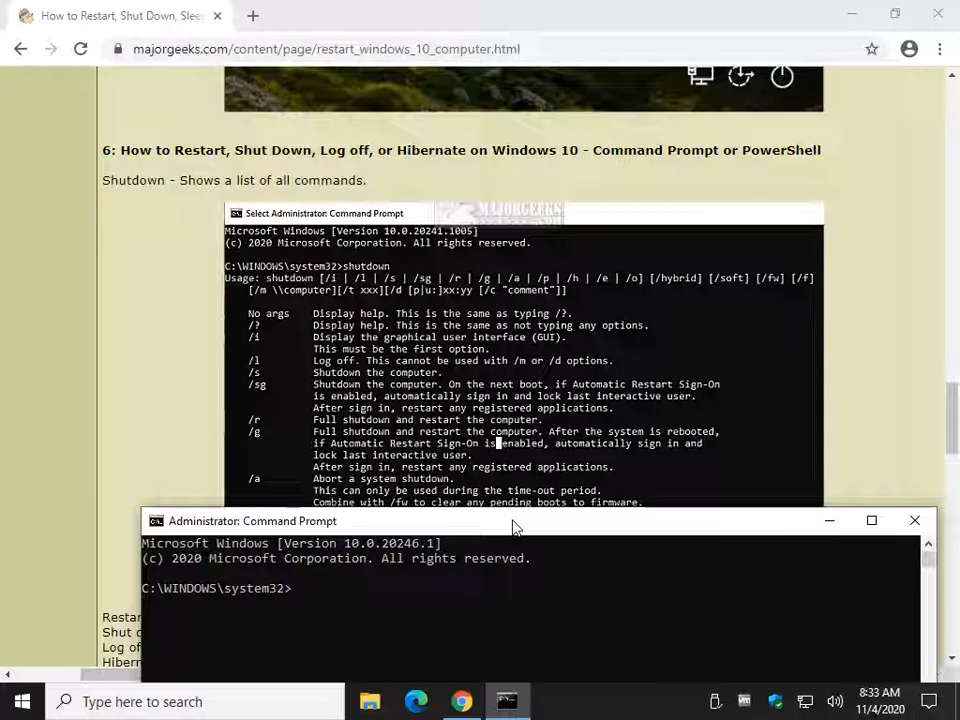 How to Restart, Shut Down, Slee
majorgeeks.com/content/page/restart_windows_10_computer.html
6: How to Restart, Shut Down, Log off, or Hibernate on Windows 10 - Command Prompt or PowerShell
Shutdown - Shows a list of all commands.
MAJORGEEKS
Select Administrator: Command Prompt
Microsoft Windows [Version 10.0.20241.1005]
(c) 2020 Microsoft Corporation. All rights reserved.
C:\WINDOWS\system32>shutdown
Usage: shutdown [/i | /l | /s | /sg | /r | /g | /a | /p | /h | /e | /o] [/hybrid] [/soft] [/fw] [/f]
[/m \\computer][/t xxx][/d [p|u:]xx:yy [/c "comment"]]
No args Display help. This is the same as typing /?.
/? Display help. This is the same as not typing any options.
/i Display the graphical user interface (GUI).
This must be the first option.
/l Log off. This cannot be used with /m or /d options.
/s Shutdown the computer.
/sg Shutdown the computer. On the next boot, if Automatic Restart Sign-On
is enabled, automatically sign in and lock last interactive user.
After sign in, restart any registered applications.
/r Full shutdown and restart the computer.
/g Full shutdown and restart the computer. After the system is rebooted,
if Automatic Restart Sign-On is enabled, automatically sign in and
lock last interactive user.
After sign in, restart any registered applications.
/a Abort a system shutdown.
This can only be used during the time-out period.
Combine with /fw to clear any pending boots to firmware.
Administrator: Command Prompt
Microsoft Windows [Version 10.0.20246.1]
(c) 2020 Microsoft Corporation. All rights reserved.
C:\WINDOWS\system32>
Restar
Shut d
Log of
Hibern
Type here to search
vm
8:33 AM
11/4/2020